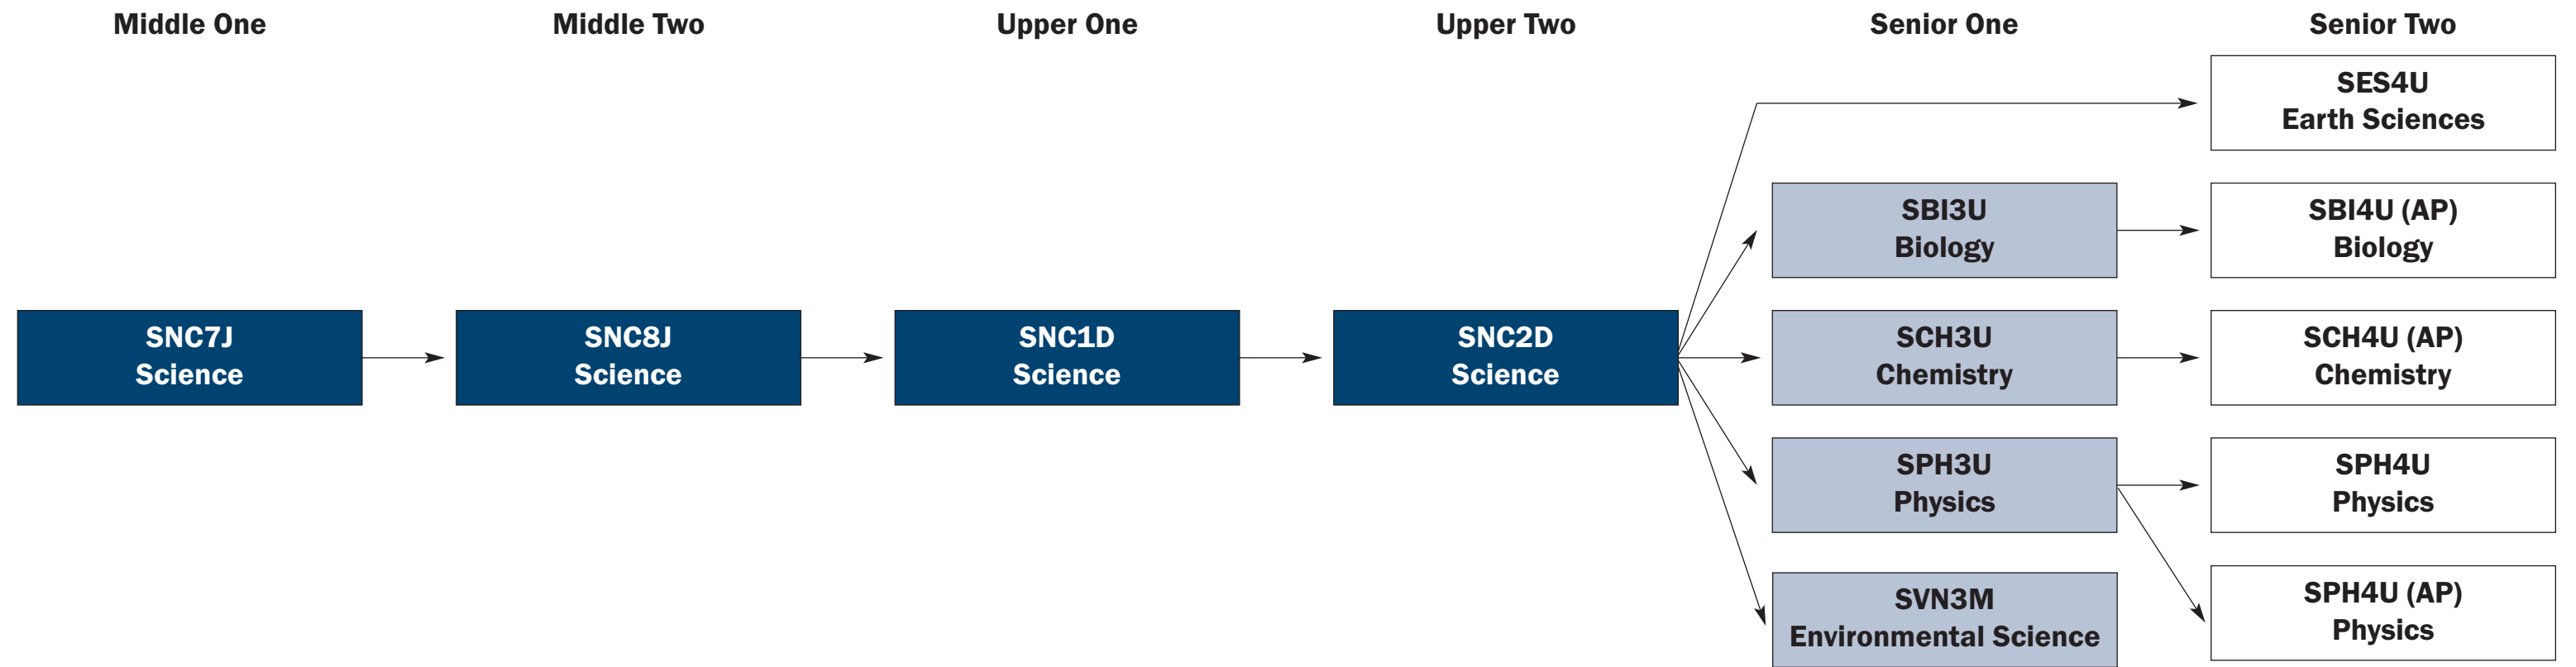 Middle One
Middle Two
Upper One
Upper Two
Senior One
Senior Two
SNC7J
Science
SNC8J
Science
SNC1D
Science
SNC2D
Science
SBI3U
Biology
SCH3U
Chemistry
SPH3U
Physics
SVN3M
Environmental Science
SES4U
Earth Sciences
SBI4U (AP)
Biology
SCH4U (AP)
Chemistry
SPH4U
Physics
SPH4U (AP)
Physics